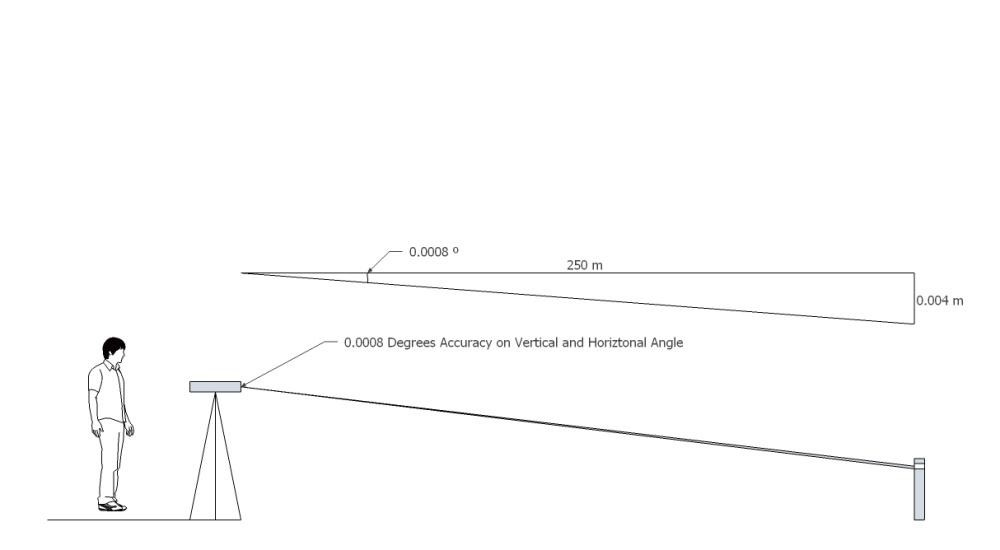 0.0008 º
250 m
0.004 m
0.0008 Degrees Accuracy on Vertical and Horiztonal Angle